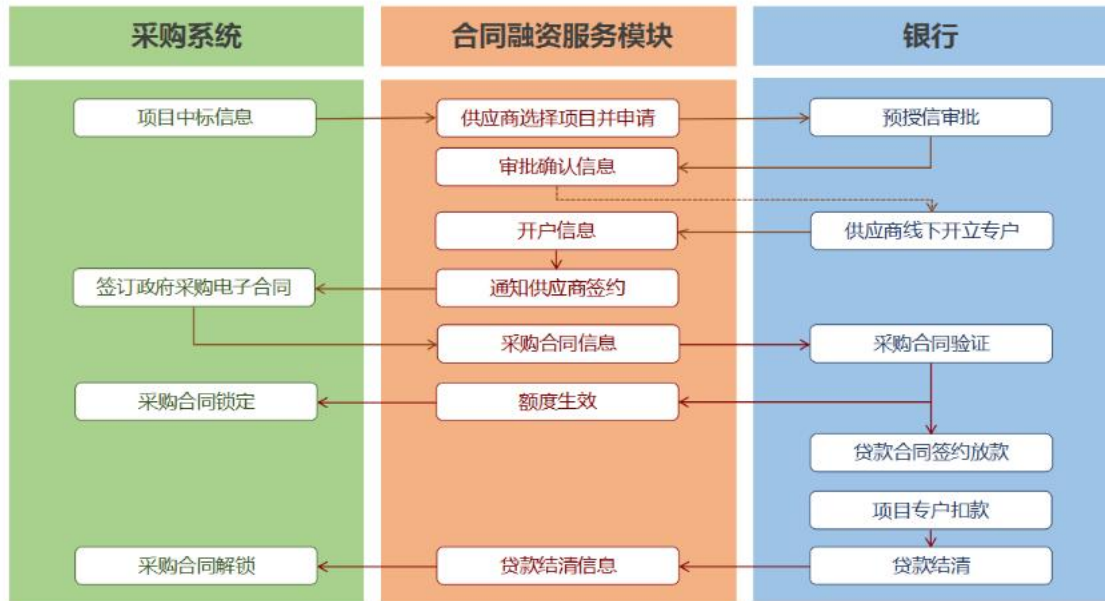 采购系统
合同融资服务模块
银行
项目中标信息
供应商选择项目并申请
预授信审批
审批确认信息
开户信息
供应商线下开立专户
签订政府采购电子合同
通知供应商签约
采购合同信息
采购合同验证
采购合同锁定
额度生效
贷款合同签约放款
项目专户扣款
采购合同解锁
贷款结清信息
贷款结清